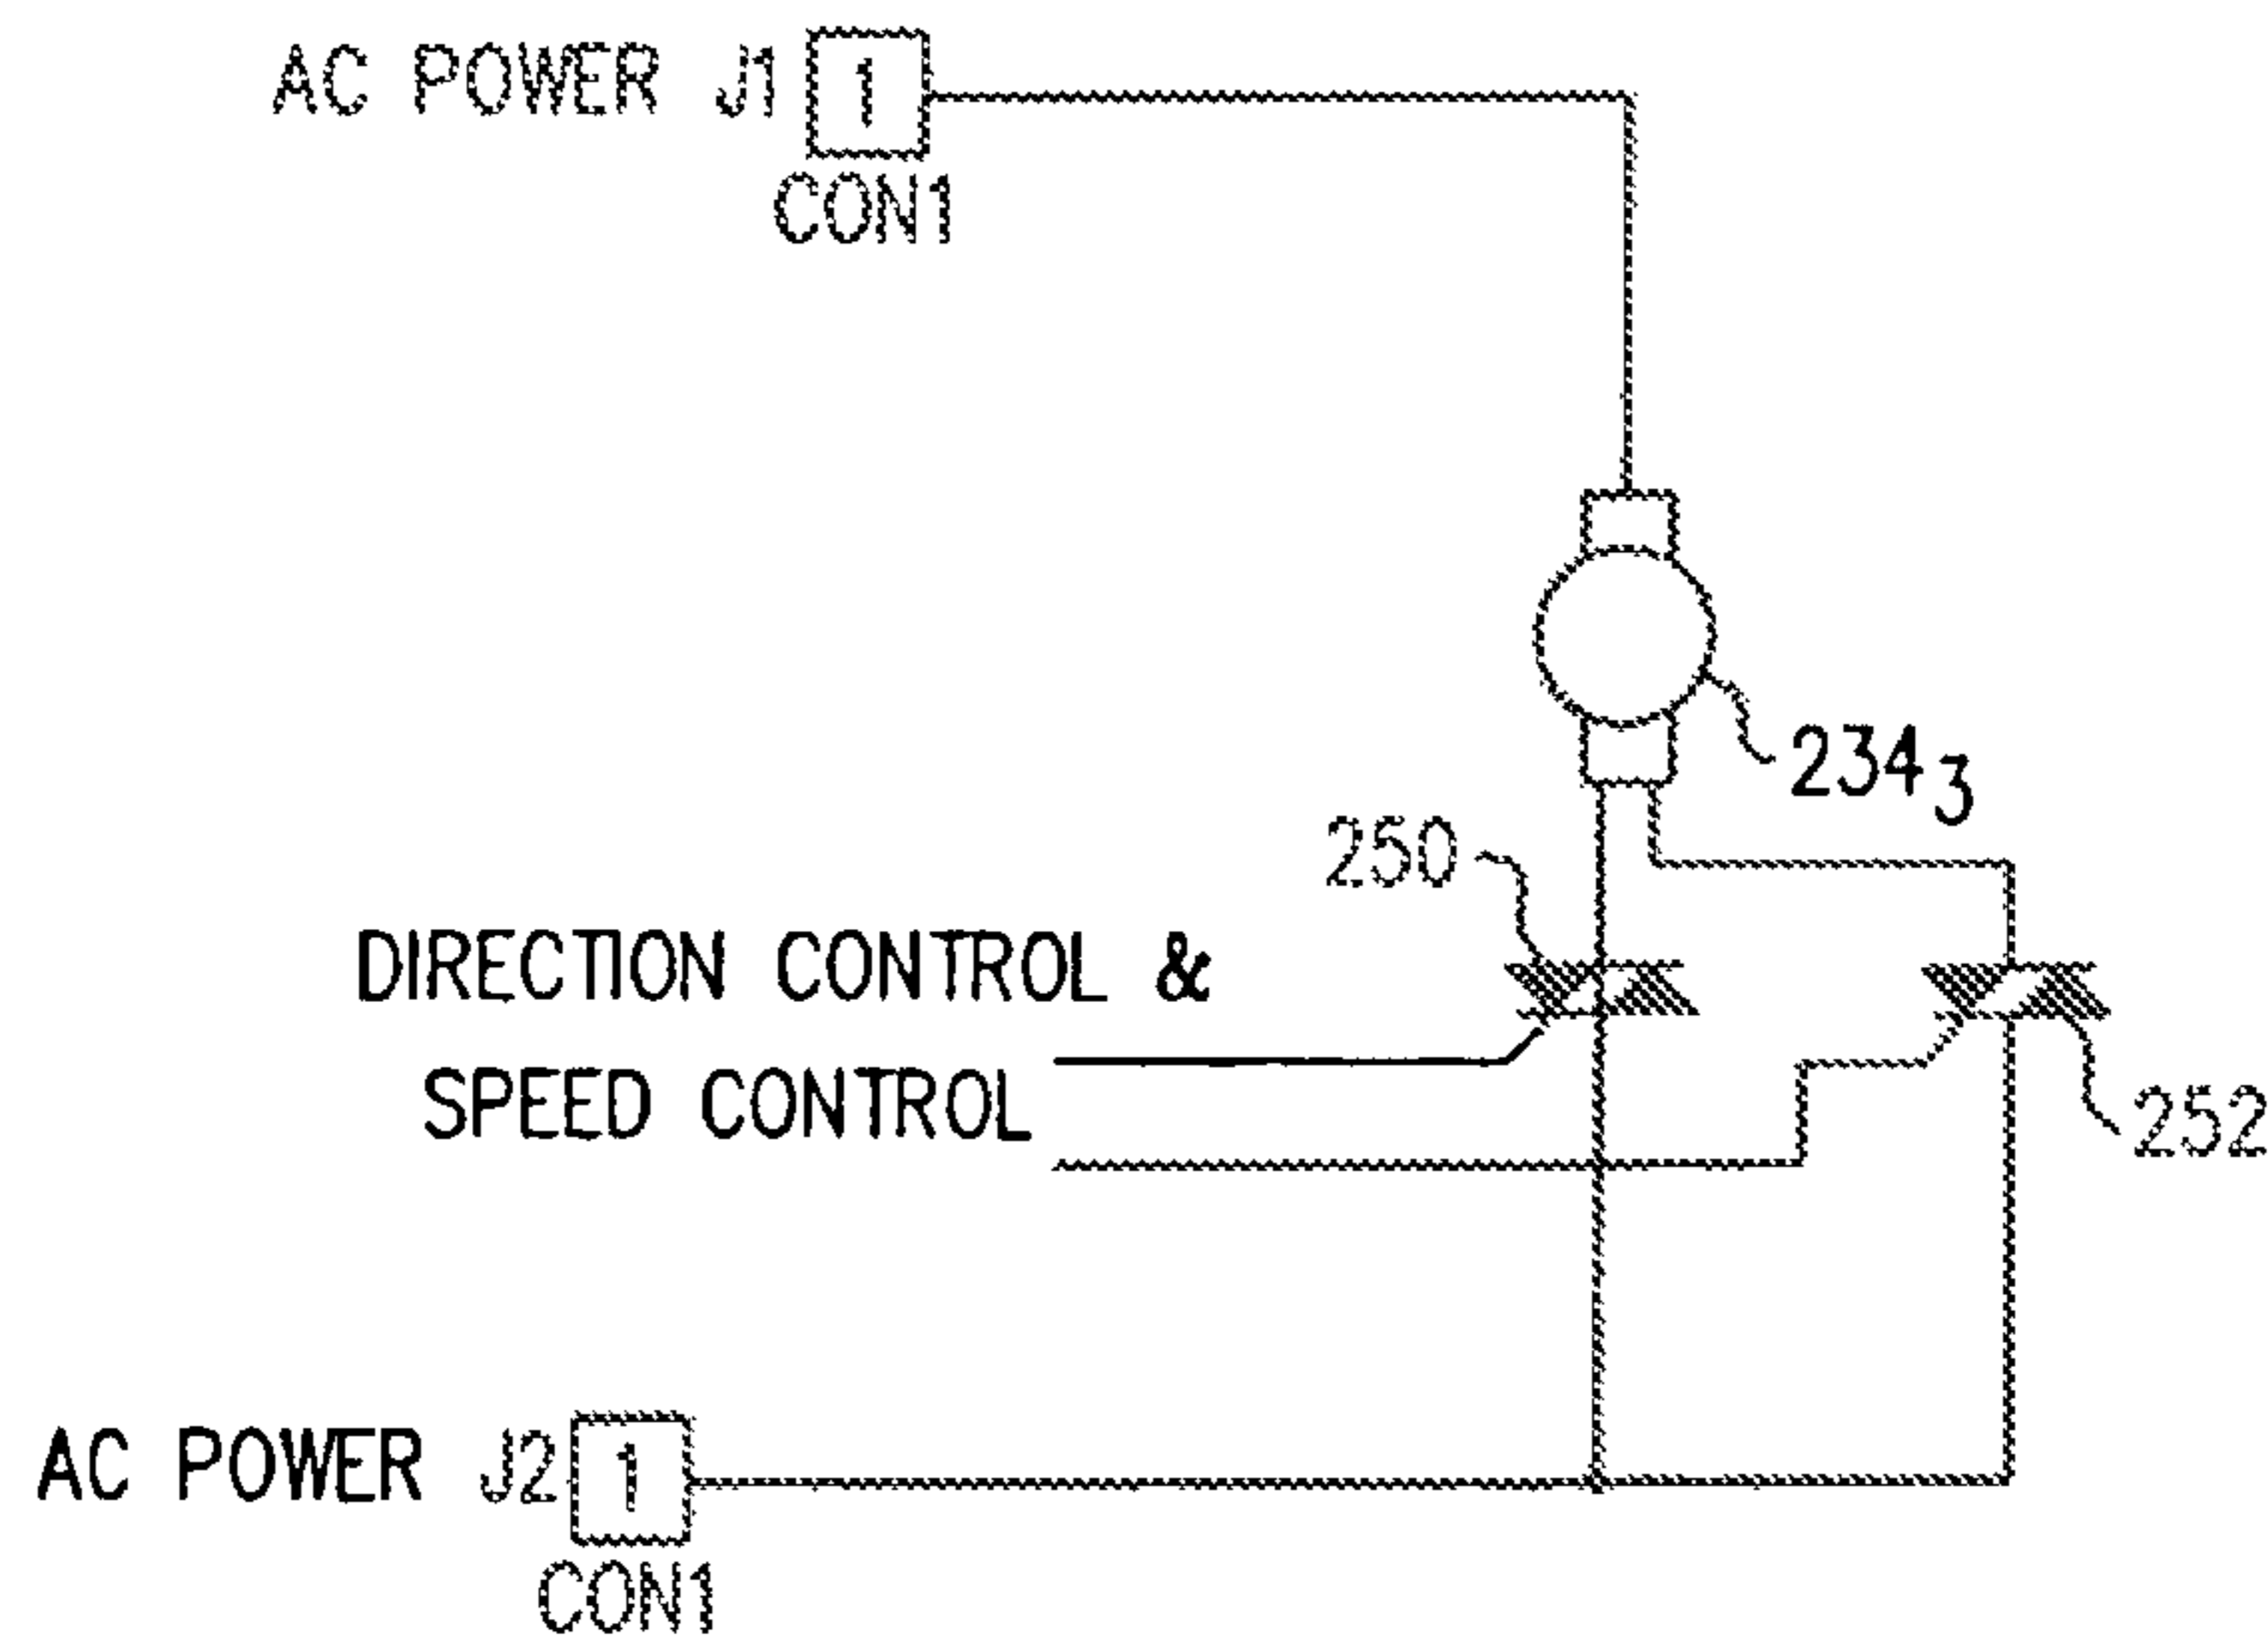 AC POWER J1 1
CON1
234 3
250
DIRECTION CONTROL &
SPEED CONTROL
252
AC POWER J2 1
CON1